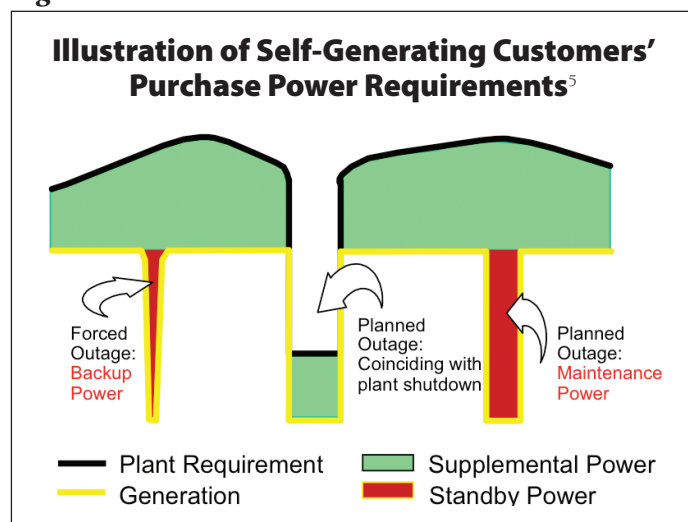 Illustration of Self-Generating Customers’
Purchase Power Requirements5
Forced
Outage:
Backup
Power
Planned
Outage:
Coinciding with
plant shutdown
Planned
Outage:
Maintenance
Power
Plant Requirement
Supplemental Power
Generation
Standby Power